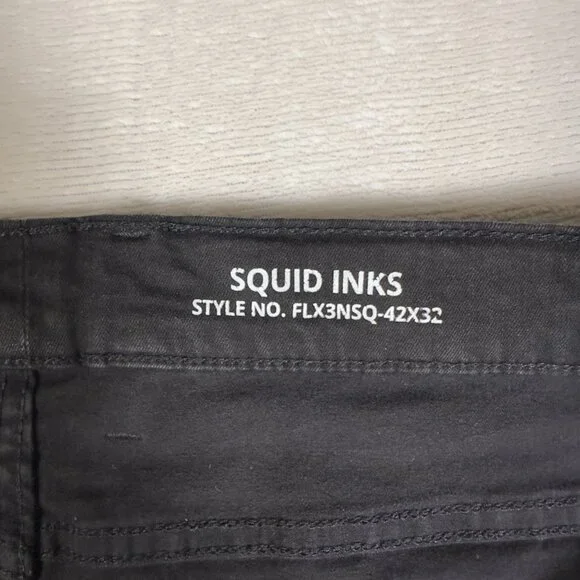 SQUID INKS
STYLE NO. FLX3NSQ-42X32